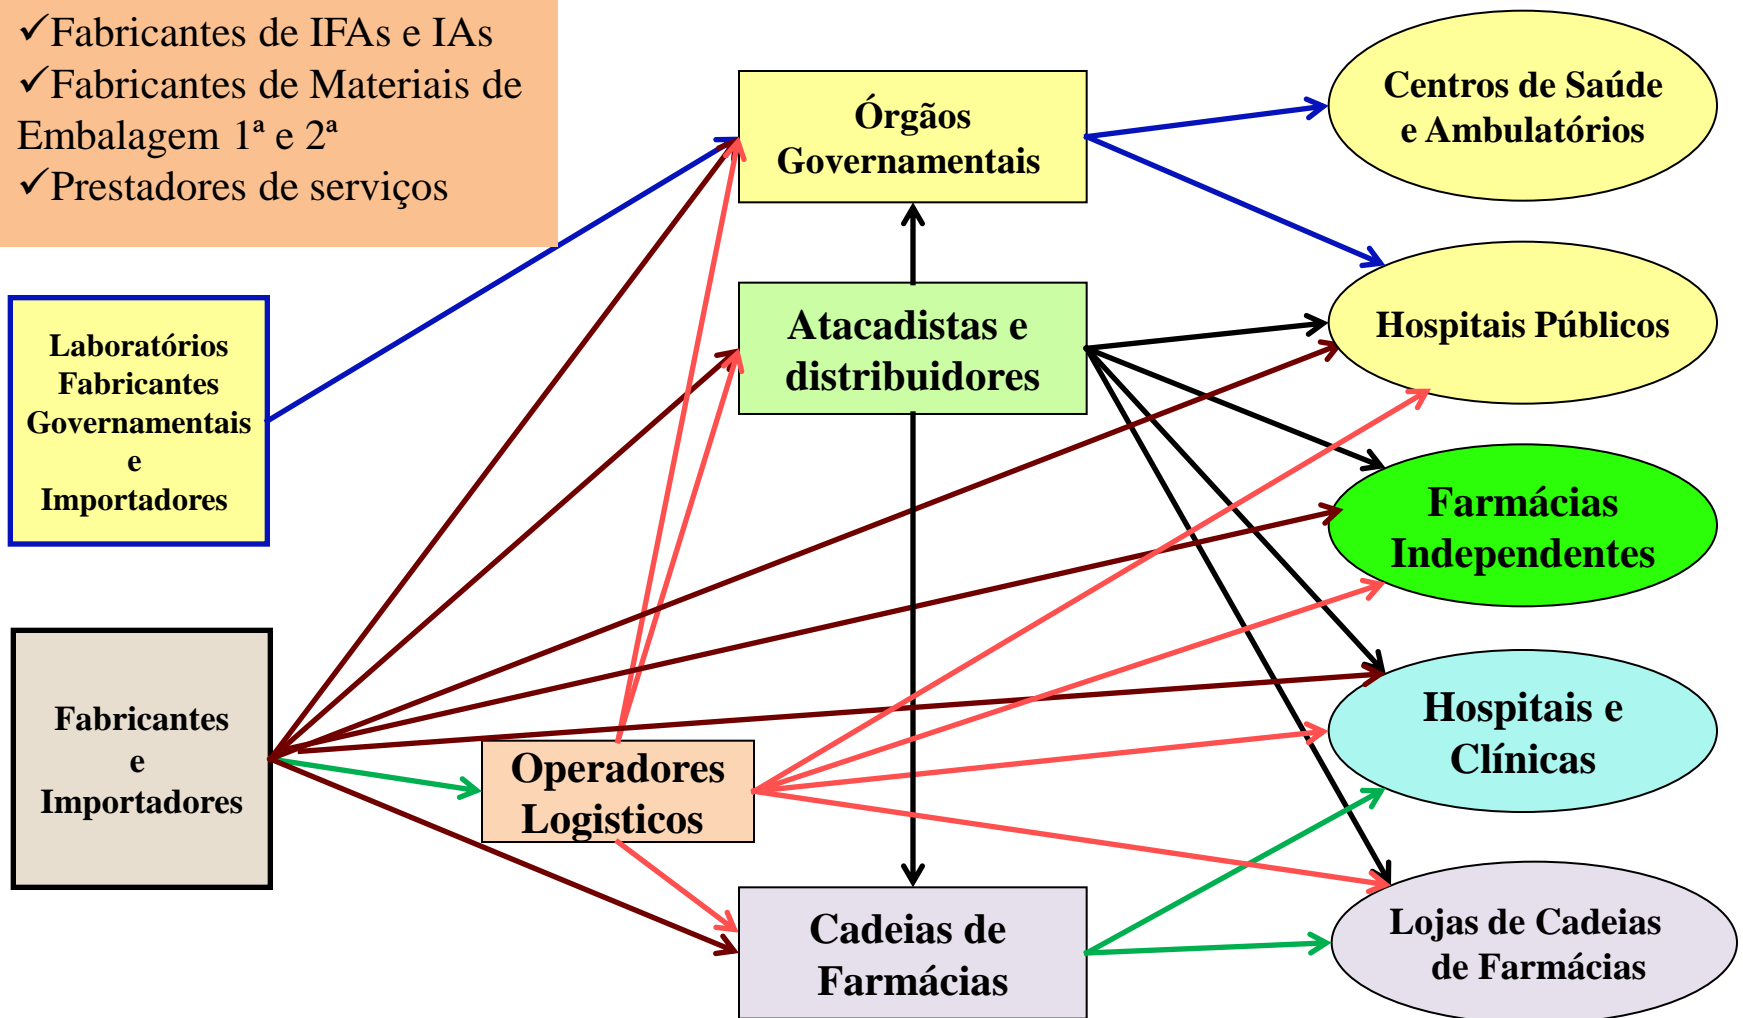 ✓Fabricantes de IFAs e IAs
✓Fabricantes de Materiais de
Embalagem 1ª e 2ª
✓Prestadores de serviços
Laboratórios
Fabricantes
Governamentais
e
Importadores
Fabricantes
e
Importadores
Órgãos
Governamentais
Atacadistas e
distribuidores
Operadores
Logisticos
Cadeias de
Farmácias
Centros de Saúde
e Ambulatórios
Hospitais Públicos
Farmácias
Independentes
Hospitais e
Clínicas
Lojas de Cadeias
de Farmácias